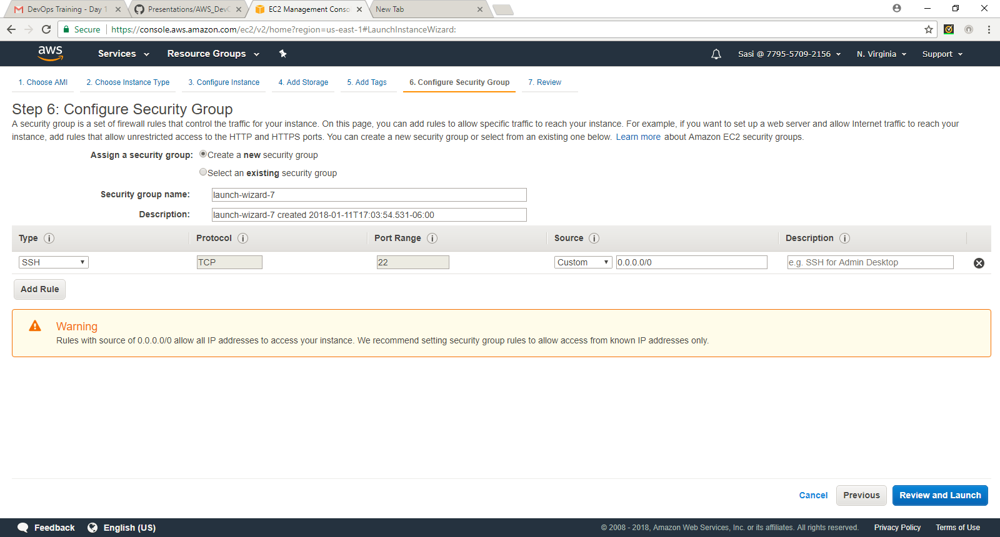 DevOps Training - Day 1
Presentations/AWS_DevO
EC2 Management Conso
New Tab
Secure
https://console.aws.amazon.com/ec2/v2/home?region=us-east-1#LaunchInstanceWizard:
aws
Services
Resource Groups
Sasi @ 7795-5709-2156
N. Virginia
Support
1. Choose AMI
2. Choose Instance Type
3. Configure Instance
4. Add Storage
5. Add Tags
6. Configure Security Group
7. Review
Step 6: Configure Security Group
A security group is a set of firewall rules that control the traffic for your instance. On this page, you can add rules to allow specific traffic to reach your instance. For example, if you want to set up a web server and allow Internet traffic to reach your
instance, add rules that allow unrestricted access to the HTTP and HTTPS ports. You can create a new security group or select from an existing one below. Learn more about Amazon EC2 security groups.
Assign a security group:
Create a new security group
Select an existing security group
Security group name:
launch-wizard-7
Description:
launch-wizard-7 created 2018-01-11T17:03:54.531-06:00
Type
Protocol
Port Range
Source
Description
SSH
TCP
22
Custom
0.0.0.0/0
e.g. SSH for Admin Desktop
Add Rule
Warning
Rules with source of 0.0.0.0/0 allow all IP addresses to access your instance. We recommend setting security group rules to allow access from known IP addresses only.
Cancel
Previous
Review and Launch
Feedback
English (US)
© 2008 - 2018, Amazon Web Services, Inc. or its affiliates. All rights reserved.
Privacy Policy
Terms of Use